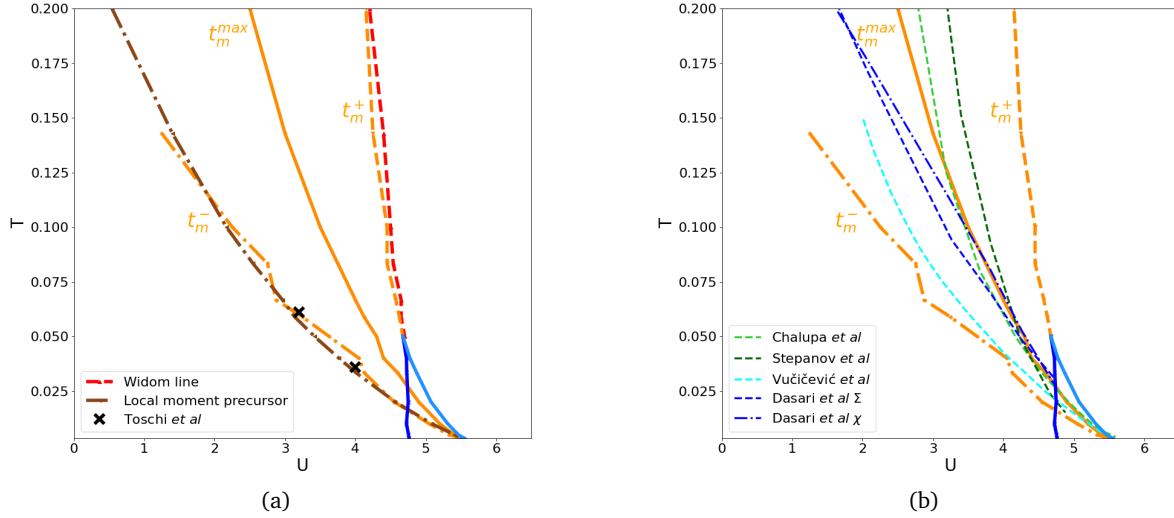 0.200
0.175
0.150
0.125
0.100
0.075
0.050
0.025
T
0 1 2 3 4 5 6
U
t_m^max
t_m^+
t_m^-
Widom line
Local moment precursor
Toschi et al
(a)
0.200
0.175
0.150
0.125
0.100
0.075
0.050
0.025
T
0 1 2 3 4 5 6
U
t_m^max
t_m^+
t_m^-
Chalupa et al
Stepanov et al
Vučičević et al
Dasari et al Σ
Dasari et al χ
(b)